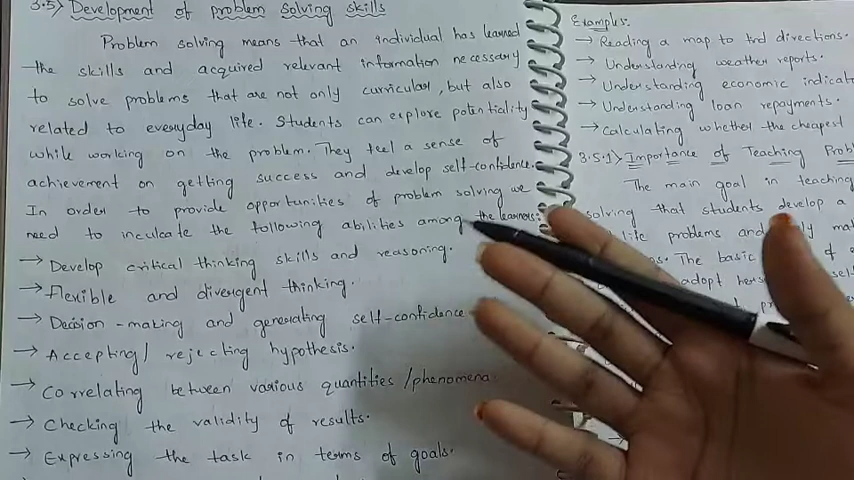 3.5> Development of problem solving skills
Problem solving means that an individual has learned
the skills and acquired relevant information necessary
to solve problems that are not only curricular, but also
related to everyday life. Students can explore potentiality
while working on the problem. They feel a sense of
achievement on getting success and develop self-confidence.
In order to provide opportunities of problem solving we
need to inculcate the following abilities among the learners:
→ Develop critical thinking skills and reasoning.
→ Flexible and divergent thinking.
→ Decision-making and generating self-confidence
→ Accepting/ rejecting hypothesis.
→ Correlating between various quantities/phenomena
→ Checking the validity of results.
→ Expressing the task in terms of goals.
Examples:
→ Reading a map to find directions.
→ Understanding weather reports.
→ Understanding economic
→ Understanding loan repayments.
→ Calculating whether the cheapest
3.5.1> Importance of Teaching
The main goal in teaching
solving that students develop a
life problems and
The basic
adopt